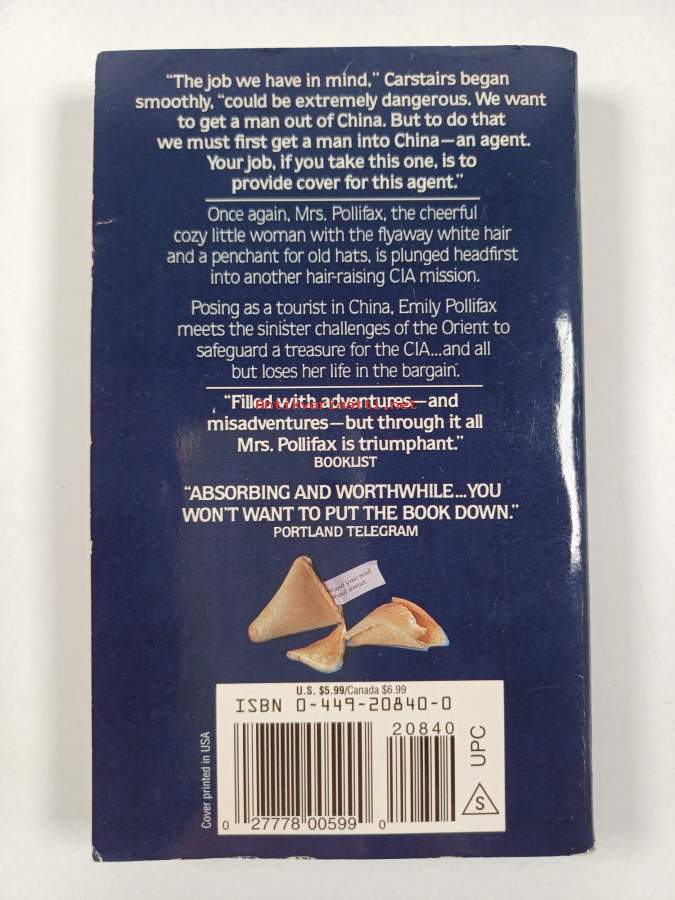 "The job we have in mind," Carstairs began
smoothly, "could be extremely dangerous. We want
to get a man out of China. But to do that
we must first get a man into China—an agent.
Your job, if you take this one, is to
provide cover for this agent."
Once again, Mrs. Pollifax, the cheerful
cozy little woman with the flyaway white hair
and a penchant for old hats, is plunged headfirst
into another hair-raising CIA mission.
Posing as a tourist in China, Emily Pollifax
meets the sinister challenges of the Orient to
safeguard a treasure for the CIA...and all
but loses her life in the bargain.
"Filled with adventures—and
misadventures—but through it all
Mrs. Pollifax is triumphant."
BOOKLIST
"ABSORBING AND WORTHWHILE...YOU
WON'T WANT TO PUT THE BOOK DOWN."
PORTLAND TELEGRAM
your mind
U.S. $5.99/Canada $6.99
ISBN 0-449-20840-0
20840
UPC
S
0 27778 00599 0
Cover printed in USA